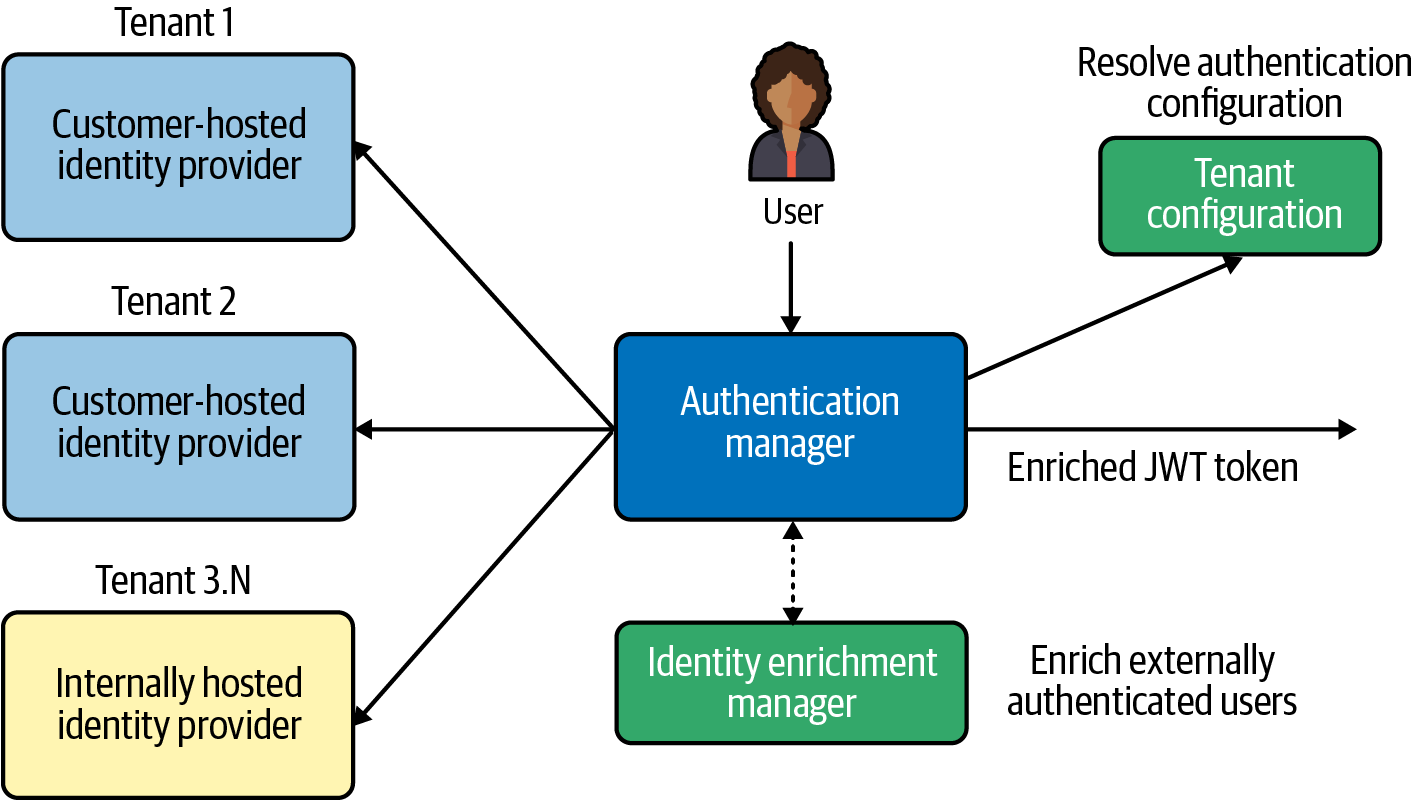 Tenant 1
Customer-hosted
identity provider
Tenant 2
Customer-hosted
identity provider
Tenant 3.N
Internally hosted
identity provider
User
Authentication
manager
Identity enrichment
manager
Resolve authentication
configuration
Tenant
configuration
Enriched JWT token
Enrich externally
authenticated users